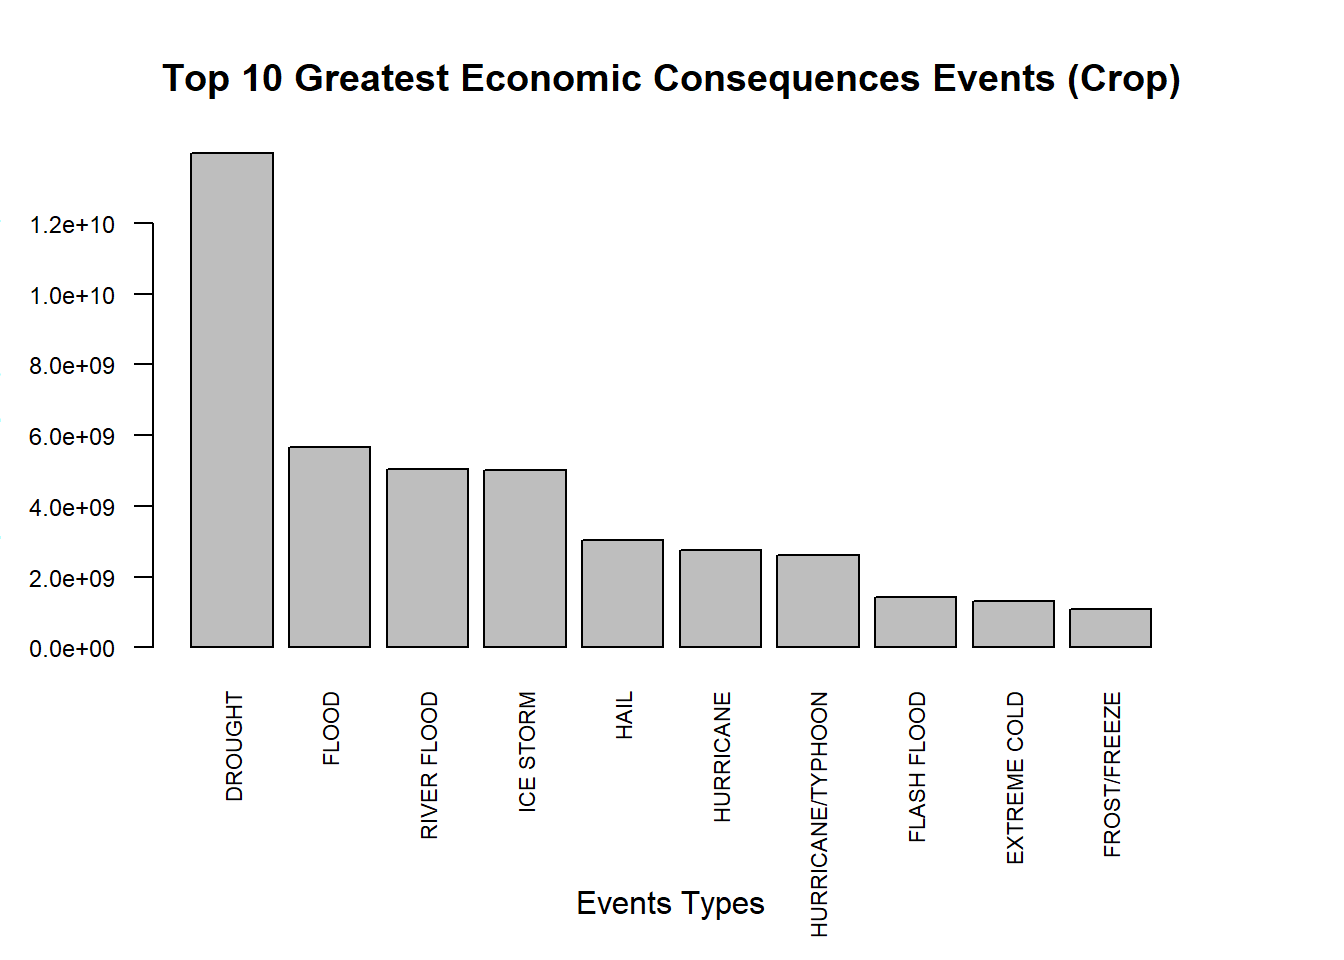 Top 10 Greatest Economic Consequences Events (Crop)
1.2e+10
1.0e+10
8.0e+09
6.0e+09
4.0e+09
2.0e+09
0.0e+00
DROUGHT
FLOOD
RIVER FLOOD
ICE STORM
HAIL
HURRICANE
HURRICANE/TYPHOON
FLASH FLOOD
EXTREME COLD
FROST/FREEZE
Events Types